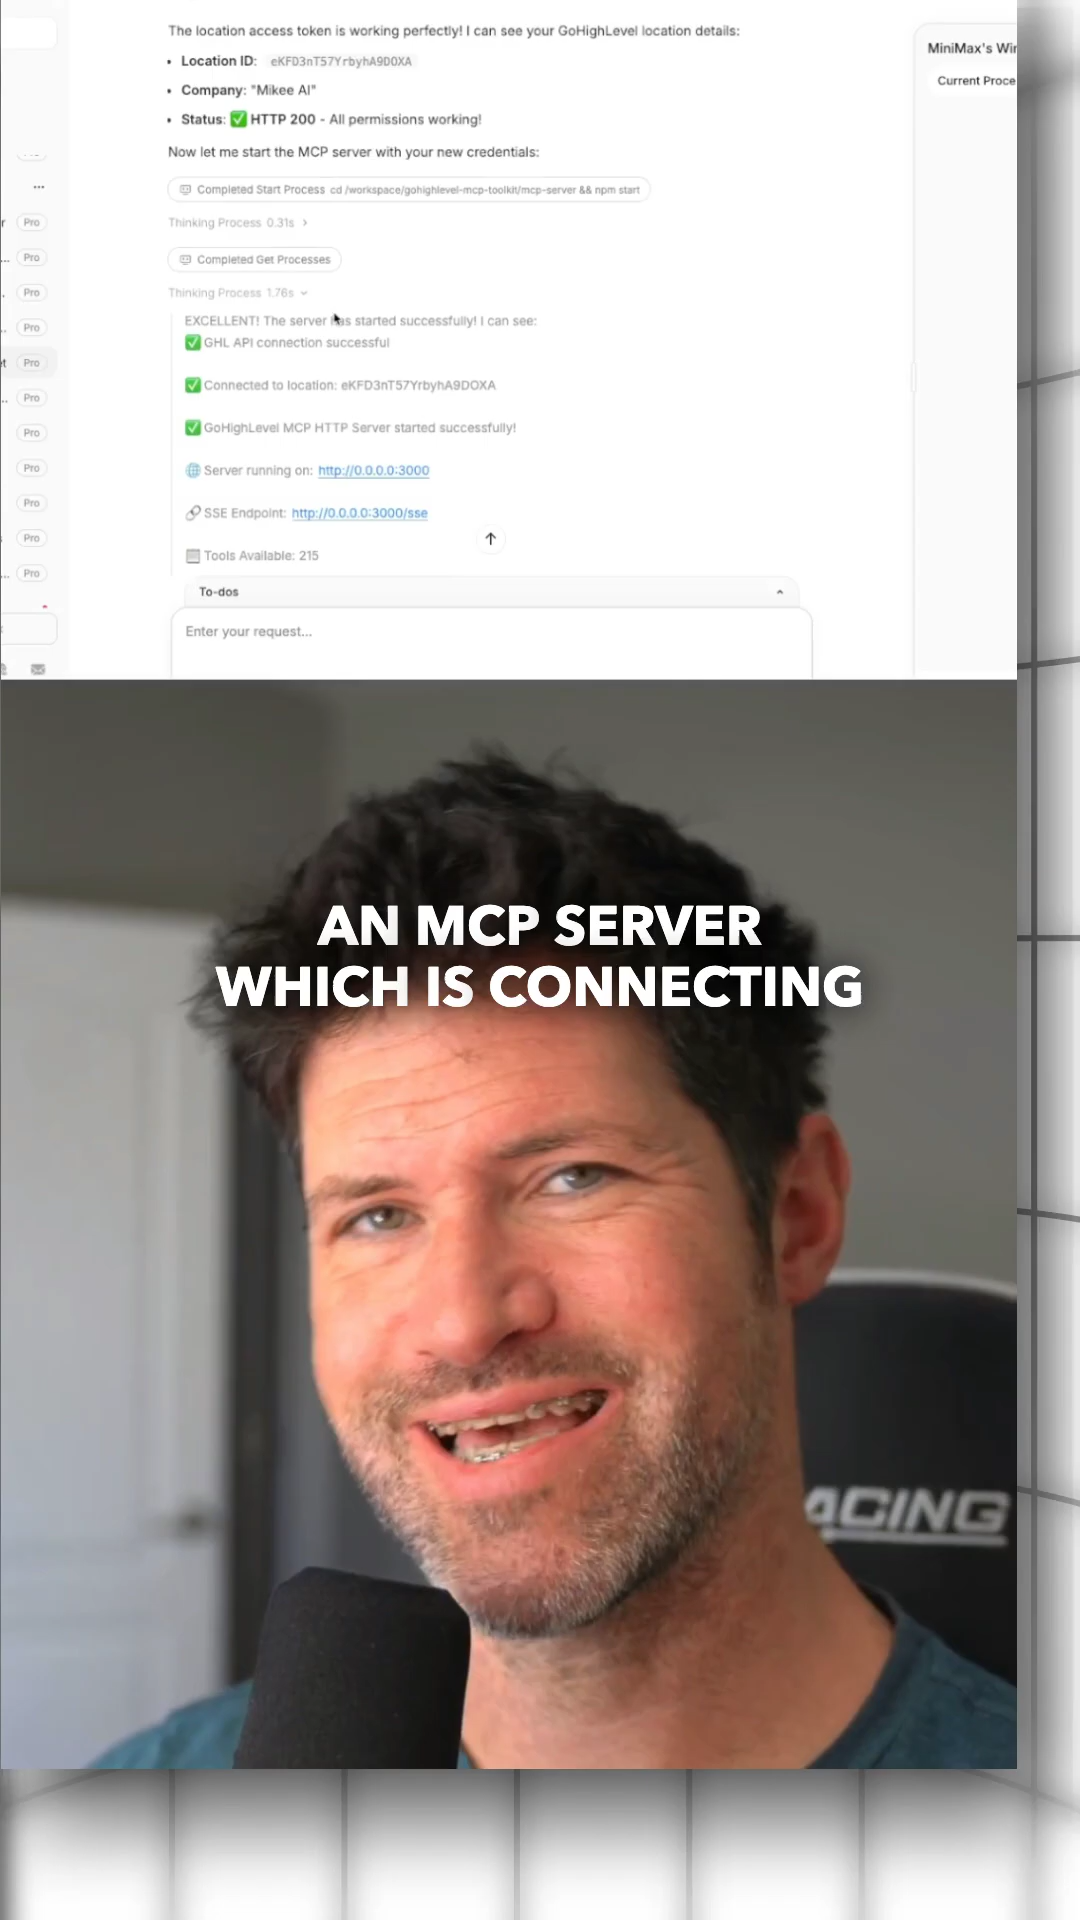 The location access token is working perfectly! I can see your GoHighLevel location details:
MiniMax's Wir
• Location ID: eKFD3nT57YrbyhA9DOXA
Current Proce
• Company: "Mikee AI"
• Status: ✅ HTTP 200 - All permissions working!
Now let me start the MCP server with your new credentials:
Completed Start Process cd /workspace/gohighlevel-mcp-toolkit/mcp-server && npm start
Thinking Process 0.31s >
Completed Get Processes
Thinking Process 1.76s
EXCELLENT! The server has started successfully! I can see:
✅ GHL API connection successful
✅ Connected to location: eKFD3nT57YrbyhA9DOXA
✅ GoHighLevel MCP HTTP Server started successfully!
🌐 Server running on: http://0.0.0.0:3000
🔗 SSE Endpoint: http://0.0.0.0:3000/sse
Tools Available: 215
To-dos
Enter your request...
...
r Pro
... Pro
. Pro
.. Pro
et Pro
.. Pro
Pro
Pro
Pro
s Pro
... Pro
AN MCP SERVER
WHICH IS CONNECTING
ACING